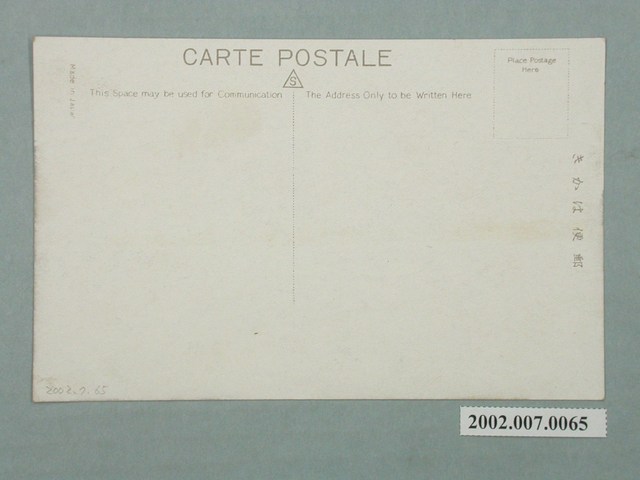 CARTE POSTALE
S
Place Postage
Here
Made in Japan
This Space may be used for Communication
The Address Only to be Written Here
きかは便郵
2002.7.65
2002.007.0065